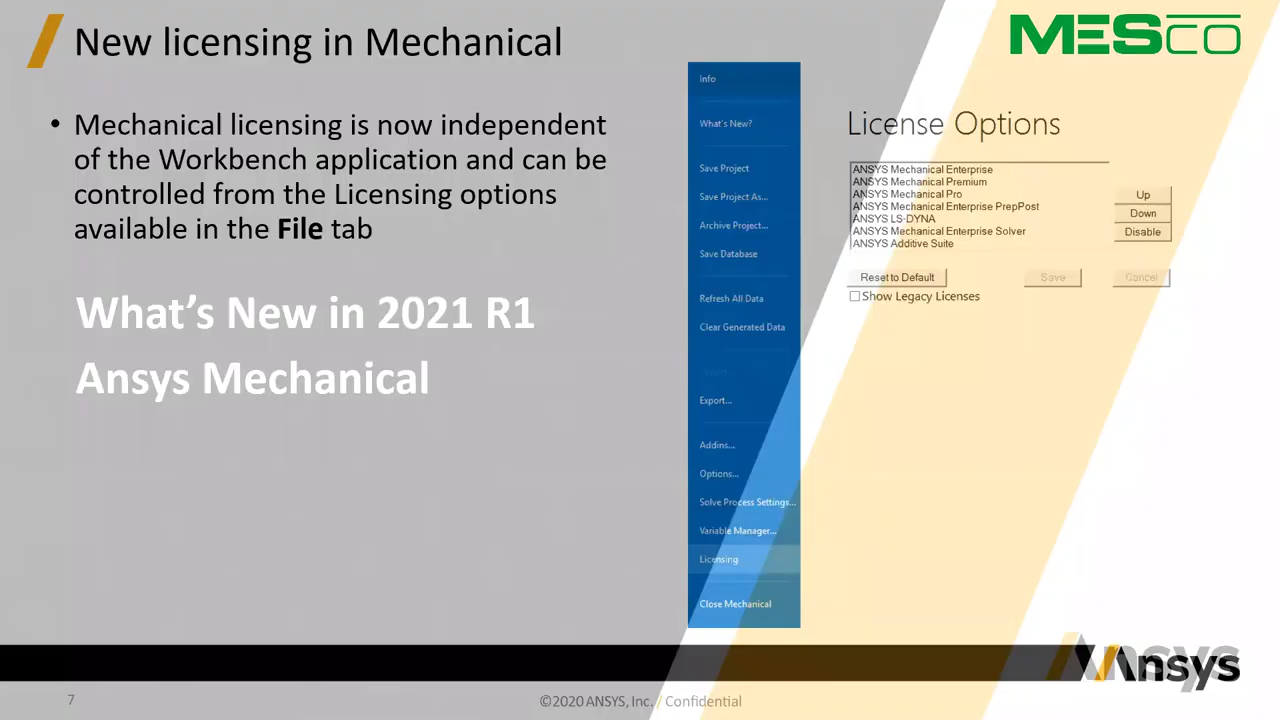 New licensing in Mechanical
MESCO
• Mechanical licensing is now independent
of the Workbench application and can be
controlled from the Licensing options
available in the File tab
What's New in 2021 R1
Ansys Mechanical
Info
What's New?
Save Project
Save Project As...
Archive Project...
Save Database
Refresh All Data
Clear Generated Data
Export...
Addins...
Options...
Solve Process Settings...
Variable Manager...
Licensing
Close Mechanical
License Options
ANSYS Mechanical Enterprise
ANSYS Mechanical Premium
ANSYS Mechanical Pro
ANSYS Mechanical Enterprise PrepPost
ANSYS LS-DYNA
ANSYS Mechanical Enterprise Solver
ANSYS Additive Suite
Up
Down
Disable
Reset to Default
Save
Cancel
Show Legacy Licenses
Ansys
Ansys
7
©2020 ANSYS, Inc. / Confidential